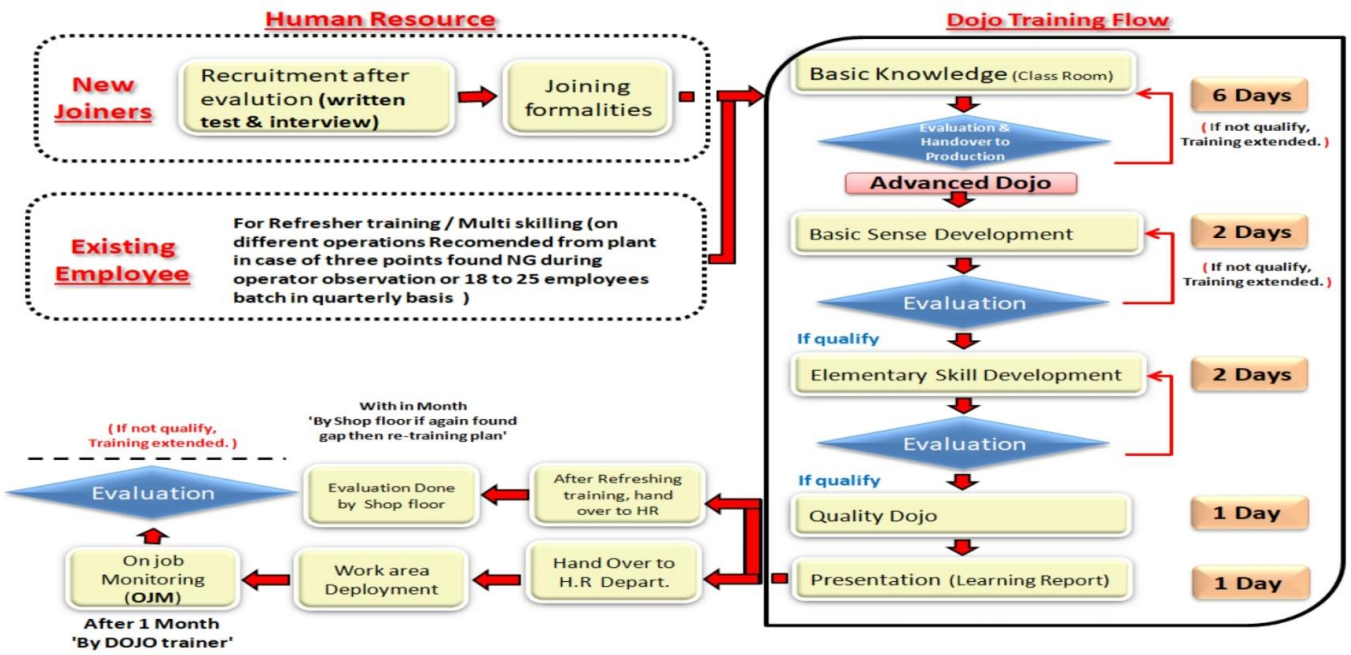 Human Resource
New
Joiners
Recruitment after
evalution (written
test & interview)
Joining
formalities
Existing
Employee
For Refresher training / Multi skilling (on
different operations Recomended from plant
in case of three points found NG during
operator observation or 18 to 25 employees
batch in quarterly basis )
Dojo Training Flow
Basic Knowledge (Class Room)
6 Days
( If not qualify,
Training extended. )
Evaluation &
Handover to
Production
Advanced Dojo
Basic Sense Development
2 Days
( If not qualify,
Training extended. )
Evaluation
If qualify
Elementary Skill Development
2 Days
Evaluation
If qualify
Quality Dojo
1 Day
Presentation (Learning Report)
1 Day
With in Month
'By Shop floor if again found
gap then re-training plan'
After Refreshing
training, hand
over to HR
Evaluation Done
by Shop floor
Hand Over to
H.R Depart.
Work area
Deployment
On job
Monitoring
(OJM)
After 1 Month
'By DOJO trainer'
Evaluation
( If not qualify,
Training extended. )